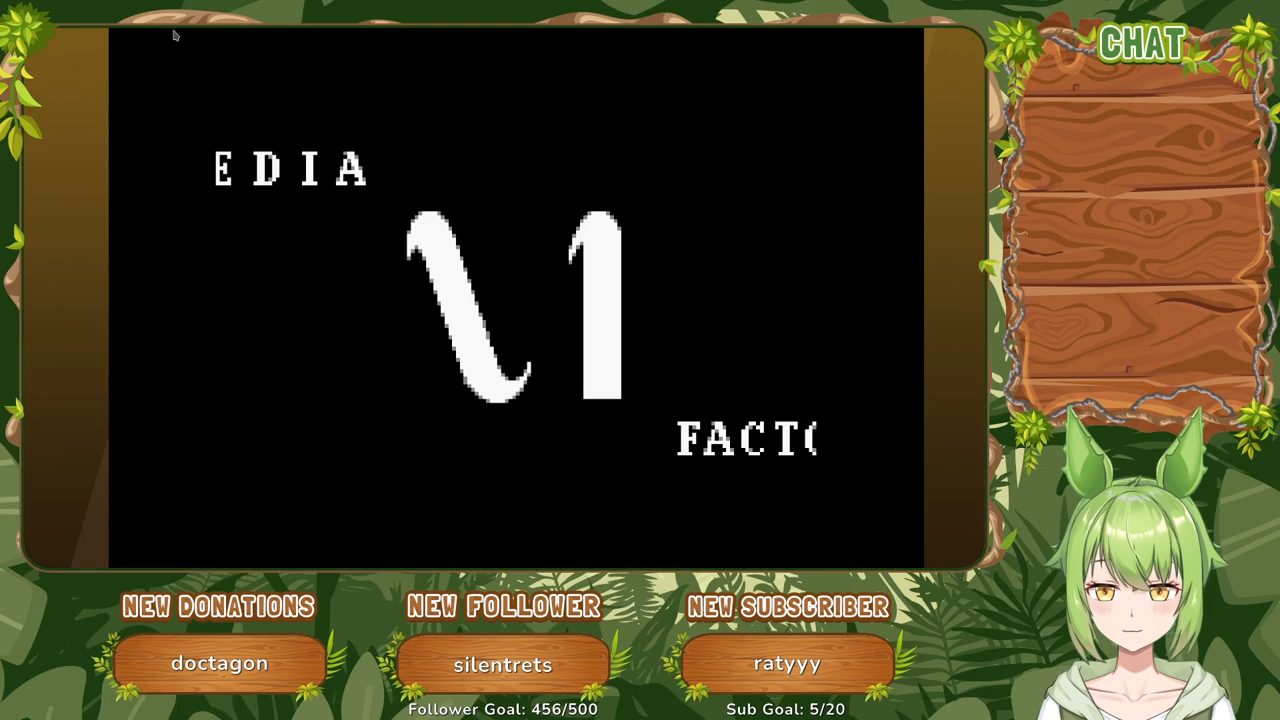 CHAT
EDIA
FACTO
NEW DONATIONS
NEW FOLLOWER
NEW SUBSCRIBER
doctagon
silentrets
ratyyy
Follower Goal: 456/500
Sub Goal: 5/20